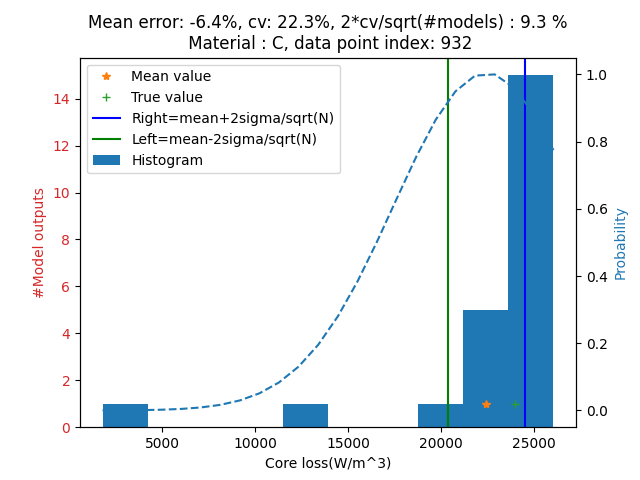 Mean error: -6.4%, cv: 22.3%, 2*cv/sqrt(#models) : 9.3 %
Material : C, data point index: 932
Mean value
True value
Right=mean+2sigma/sqrt(N)
Left=mean-2sigma/sqrt(N)
Histogram
#Model outputs
14
12
10
8
6
4
2
0
1.0
0.8
0.6
0.4
0.2
0.0
Probability
5000 10000 15000 20000 25000
Core loss(W/m^3)